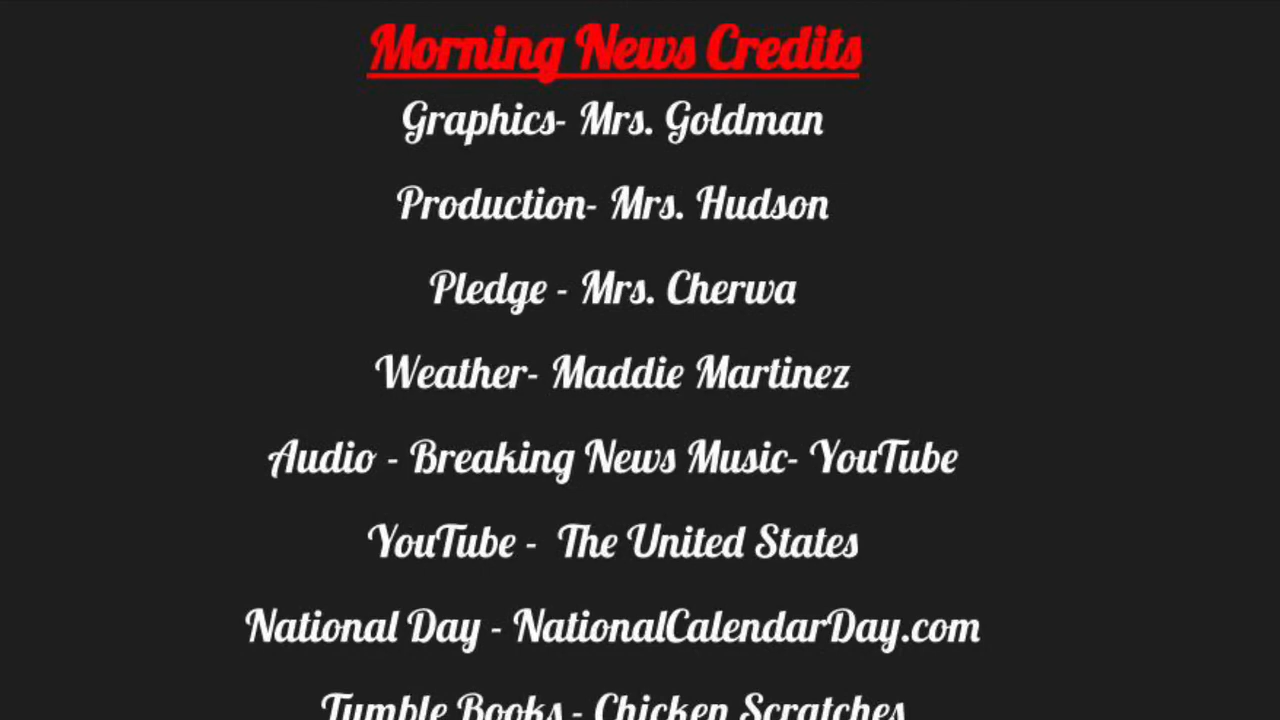 Morning News Credits
Graphics- Mrs. Goldman
Production- Mrs. Hudson
Pledge - Mrs. Cherwa
Weather- Maddie Martinez
Audio - Breaking News Music- YouTube
YouTube - The United States
National Day - NationalCalendarDay.com
Tumble Books - Chicken Scratches